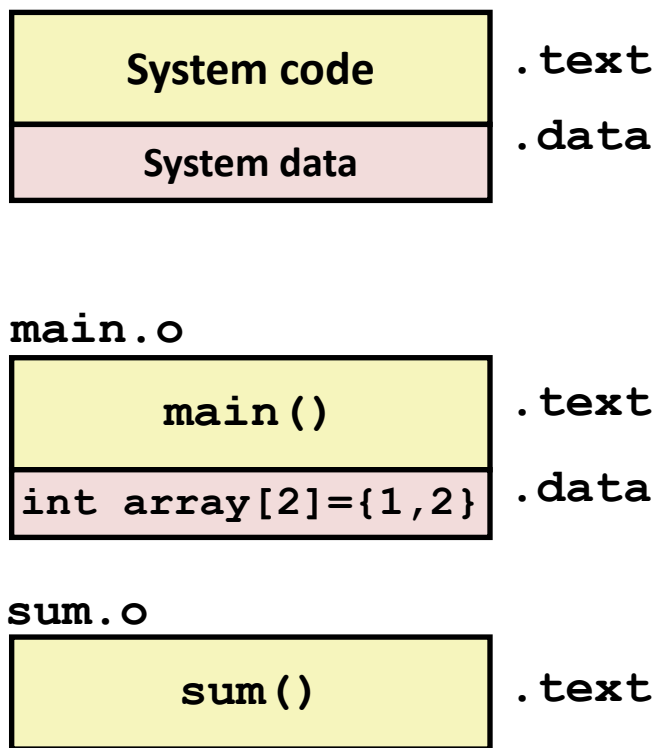 System code .text
System data .data
main.o
main() .text
int array[2]={1,2} .data
sum.o
sum() .text